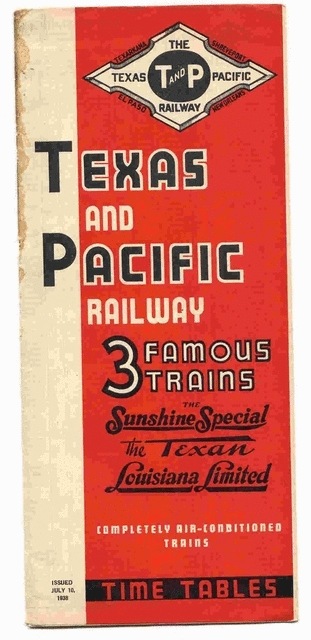 TEXARKANA SHREVEPORT
THE
TEXAS T AND P PACIFIC
RAILWAY
EL PASO NEW ORLEANS
TEXAS
AND
PACIFIC
RAILWAY
3 FAMOUS
TRAINS
THE
Sunshine Special
the Texan
Louisiana Limited
COMPLETELY AIR-CONDITIONED
TRAINS
ISSUED
JULY 10,
1938
TIME TABLES